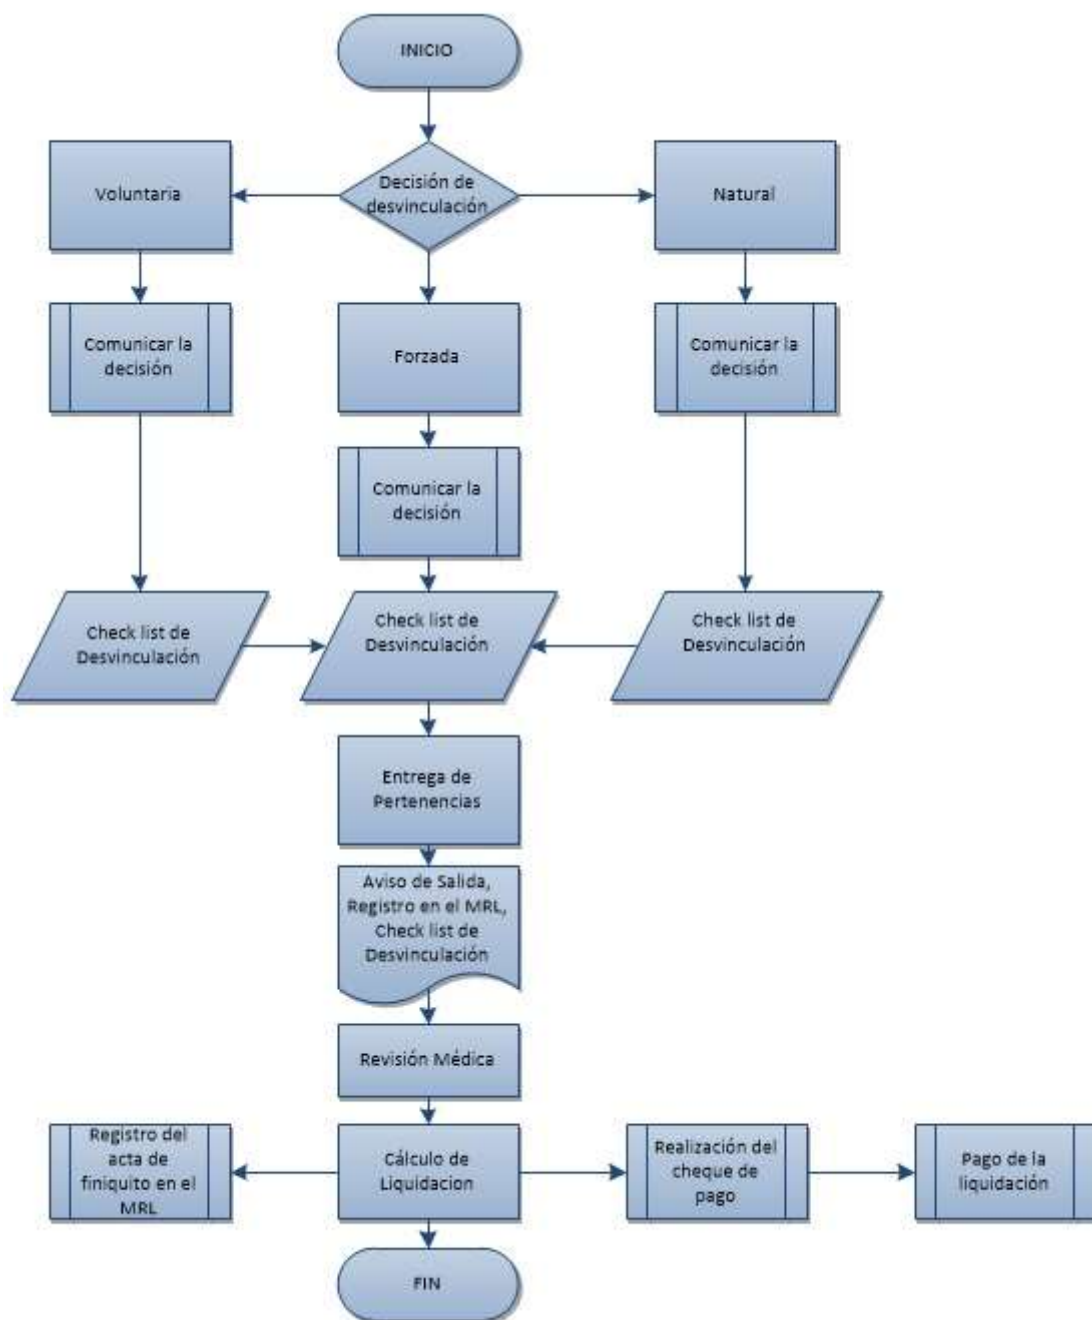 INICIO
Decisión de
desvinculación
Voluntaria
Natural
Comunicar la
decisión
Forzada
Comunicar la
decisión
Comunicar la
decisión
Check list de
Desvinculación
Check list de
Desvinculación
Check list de
Desvinculación
Entrega de
Pertenencias
Aviso de Salida,
Registro en el MRL,
Check list de
Desvinculación
Revisión Médica
Registro del
acta de
finiquito en el
MRL
Cálculo de
Liquidacion
Realización del
cheque de
pago
Pago de la
liquidación
FIN